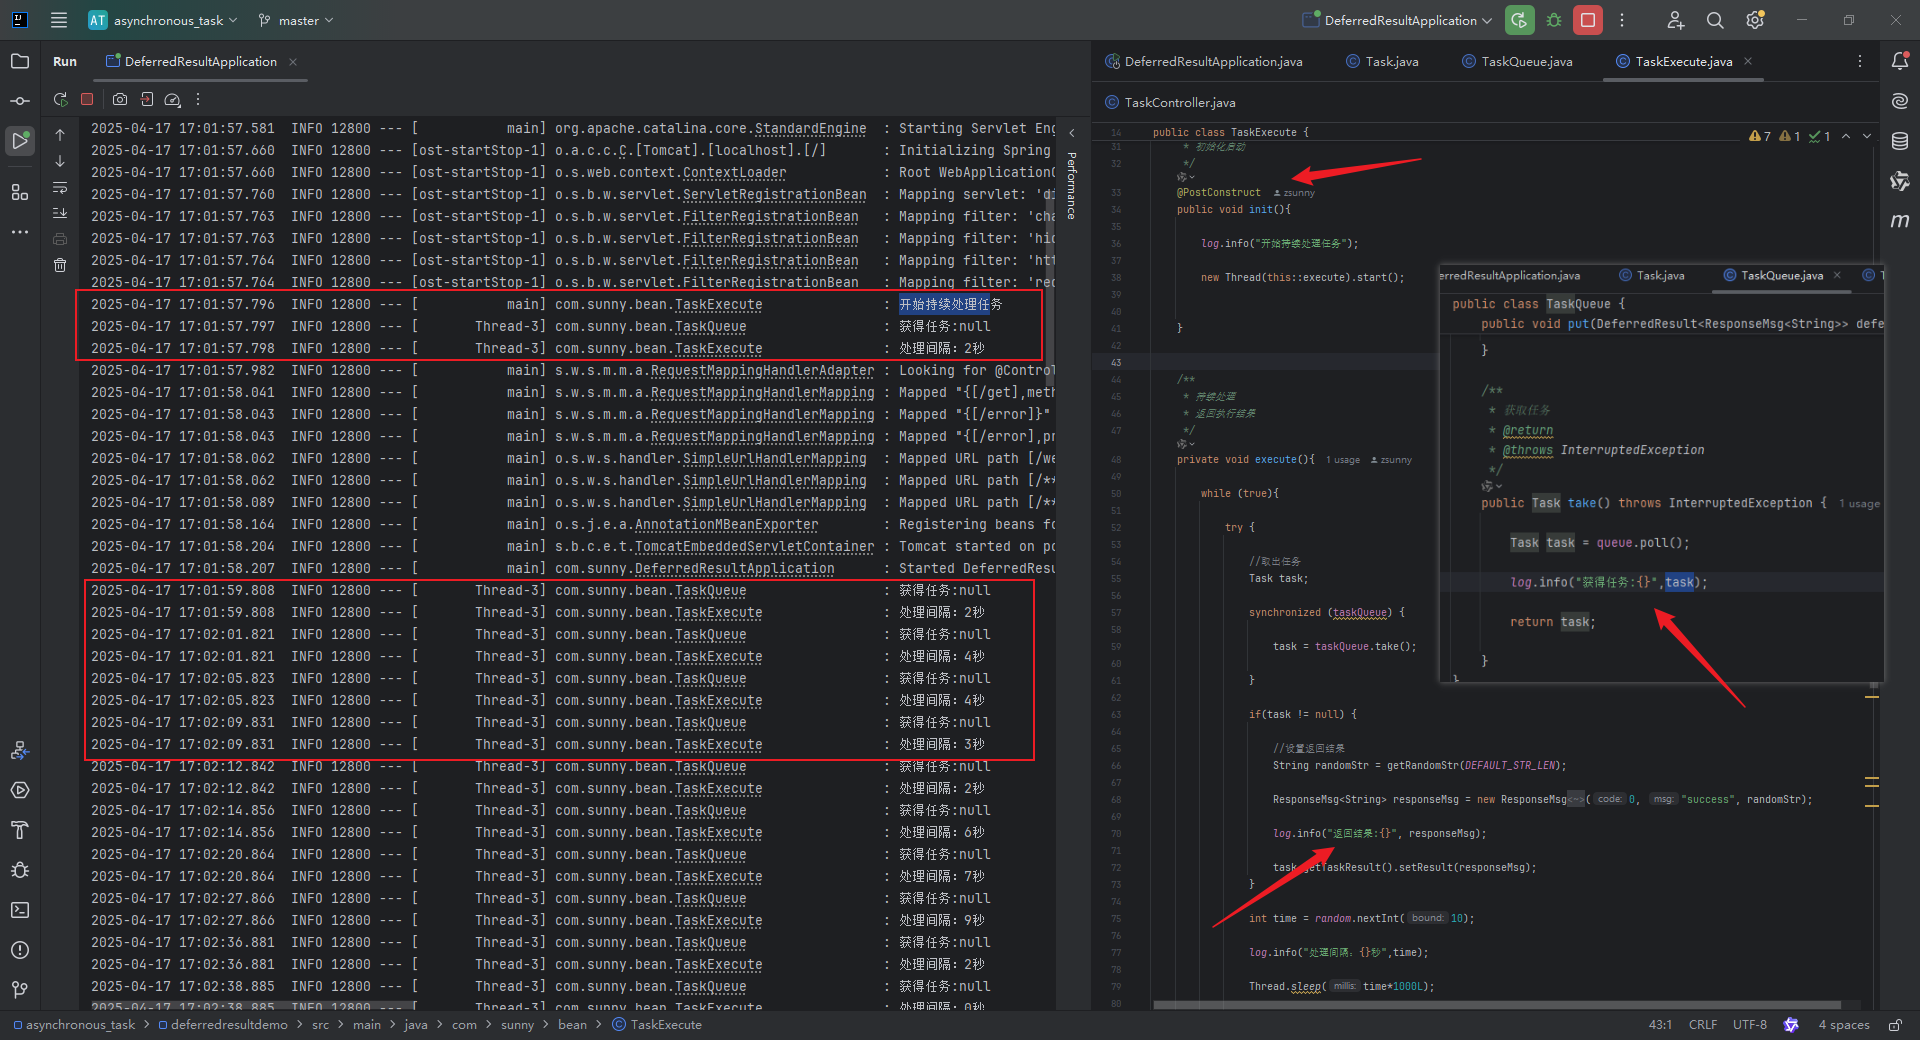 AT asynchronous_task master DeferredResultApplication
Run DeferredResultApplication
2025-04-17 17:01:57.581  INFO 12800 --- [           main] org.apache.catalina.core.StandardEngine  : Starting Servlet Eng
2025-04-17 17:01:57.660  INFO 12800 --- [ost-startStop-1] o.a.c.c.C.[Tomcat].[localhost].[/]       : Initializing Spring
2025-04-17 17:01:57.660  INFO 12800 --- [ost-startStop-1] o.s.web.context.ContextLoader            : Root WebApplicationC
2025-04-17 17:01:57.763  INFO 12800 --- [ost-startStop-1] o.s.b.w.servlet.ServletRegistrationBean  : Mapping servlet: 'di
2025-04-17 17:01:57.763  INFO 12800 --- [ost-startStop-1] o.s.b.w.servlet.FilterRegistrationBean   : Mapping filter: 'cha
2025-04-17 17:01:57.763  INFO 12800 --- [ost-startStop-1] o.s.b.w.servlet.FilterRegistrationBean   : Mapping filter: 'hid
2025-04-17 17:01:57.764  INFO 12800 --- [ost-startStop-1] o.s.b.w.servlet.FilterRegistrationBean   : Mapping filter: 'htt
2025-04-17 17:01:57.764  INFO 12800 --- [ost-startStop-1] o.s.b.w.servlet.FilterRegistrationBean   : Mapping filter: 'req
2025-04-17 17:01:57.796  INFO 12800 --- [           main] com.sunny.bean.TaskExecute               : 开始持续处理任务
2025-04-17 17:01:57.797  INFO 12800 --- [       Thread-3] com.sunny.bean.TaskQueue                 : 获得任务:null
2025-04-17 17:01:57.798  INFO 12800 --- [       Thread-3] com.sunny.bean.TaskExecute               : 处理间隔: 2秒
2025-04-17 17:01:57.982  INFO 12800 --- [           main] s.w.s.m.m.a.RequestMappingHandlerAdapter : Looking for @Control
2025-04-17 17:01:58.041  INFO 12800 --- [           main] s.w.s.m.m.a.RequestMappingHandlerMapping : Mapped "{[/get],meth
2025-04-17 17:01:58.043  INFO 12800 --- [           main] s.w.s.m.m.a.RequestMappingHandlerMapping : Mapped "{[/error]}"
2025-04-17 17:01:58.043  INFO 12800 --- [           main] s.w.s.m.m.a.RequestMappingHandlerMapping : Mapped "{[/error],pr
2025-04-17 17:01:58.062  INFO 12800 --- [           main] o.s.w.s.handler.SimpleUrlHandlerMapping  : Mapped URL path [/we
2025-04-17 17:01:58.062  INFO 12800 --- [           main] o.s.w.s.handler.SimpleUrlHandlerMapping  : Mapped URL path [/**
2025-04-17 17:01:58.089  INFO 12800 --- [           main] o.s.w.s.handler.SimpleUrlHandlerMapping  : Mapped URL path [/**
2025-04-17 17:01:58.164  INFO 12800 --- [           main] o.s.j.e.a.AnnotationMBeanExporter        : Registering beans fo
2025-04-17 17:01:58.204  INFO 12800 --- [           main] s.b.c.e.t.TomcatEmbeddedServletContainer : Tomcat started on po
2025-04-17 17:01:58.207  INFO 12800 --- [           main] com.sunny.DeferredResultApplication      : Started DeferredResu
2025-04-17 17:01:59.808  INFO 12800 --- [       Thread-3] com.sunny.bean.TaskQueue                 : 获得任务:null
2025-04-17 17:01:59.808  INFO 12800 --- [       Thread-3] com.sunny.bean.TaskExecute               : 处理间隔: 2秒
2025-04-17 17:02:01.821  INFO 12800 --- [       Thread-3] com.sunny.bean.TaskQueue                 : 获得任务:null
2025-04-17 17:02:01.821  INFO 12800 --- [       Thread-3] com.sunny.bean.TaskExecute               : 处理间隔: 4秒
2025-04-17 17:02:05.823  INFO 12800 --- [       Thread-3] com.sunny.bean.TaskQueue                 : 获得任务:null
2025-04-17 17:02:05.823  INFO 12800 --- [       Thread-3] com.sunny.bean.TaskExecute               : 处理间隔: 4秒
2025-04-17 17:02:09.831  INFO 12800 --- [       Thread-3] com.sunny.bean.TaskQueue                 : 获得任务:null
2025-04-17 17:02:09.831  INFO 12800 --- [       Thread-3] com.sunny.bean.TaskExecute               : 处理间隔: 3秒
2025-04-17 17:02:12.842  INFO 12800 --- [       Thread-3] com.sunny.bean.TaskQueue                 : 获得任务:null
2025-04-17 17:02:12.842  INFO 12800 --- [       Thread-3] com.sunny.bean.TaskExecute               : 处理间隔: 2秒
2025-04-17 17:02:14.856  INFO 12800 --- [       Thread-3] com.sunny.bean.TaskQueue                 : 获得任务:null
2025-04-17 17:02:14.856  INFO 12800 --- [       Thread-3] com.sunny.bean.TaskExecute               : 处理间隔: 6秒
2025-04-17 17:02:20.864  INFO 12800 --- [       Thread-3] com.sunny.bean.TaskQueue                 : 获得任务:null
2025-04-17 17:02:20.864  INFO 12800 --- [       Thread-3] com.sunny.bean.TaskExecute               : 处理间隔: 7秒
2025-04-17 17:02:27.866  INFO 12800 --- [       Thread-3] com.sunny.bean.TaskQueue                 : 获得任务:null
2025-04-17 17:02:27.866  INFO 12800 --- [       Thread-3] com.sunny.bean.TaskExecute               : 处理间隔: 9秒
2025-04-17 17:02:36.881  INFO 12800 --- [       Thread-3] com.sunny.bean.TaskQueue                 : 获得任务:null
2025-04-17 17:02:36.881  INFO 12800 --- [       Thread-3] com.sunny.bean.TaskExecute               : 处理间隔: 2秒
2025-04-17 17:02:38.885  INFO 12800 --- [       Thread-3] com.sunny.bean.TaskQueue                 : 获得任务:null
2025-04-17 17:02:38.885  INFO 12800 --- [       Thread-3] com.sunny.bean.TaskExecute               : 处理间隔: 0秒
Performance
DeferredResultApplication.java Task.java TaskQueue.java TaskExecute.java
TaskController.java
14 public class TaskExecute { 7 1 1
31 * 初始化启动
32 */
33 @PostConstruct zsunny
34 public void init(){
35
36 log.info("开始持续处理任务");
37
38 new Thread(this::execute).start();
39
40
41 }
42
43
44 /**
45 * 持续处理
46 * 返回执行结果
47 */
48 private void execute(){ 1 usage zsunny
49
50 while (true){
51
52 try {
53
54 //取出任务
55 Task task;
56
57 synchronized (taskQueue) {
58
59 task = taskQueue.take();
60
61 }
62
63 if(task != null) {
64
65 //设置返回结果
66 String randomStr = getRandomStr(DEFAULT_STR_LEN);
67
68 ResponseMsg<String> responseMsg = new ResponseMsg<~>( code: 0, msg: "success", randomStr);
69
70 log.info("返回结果:{}", responseMsg);
71
72 task.getTaskResult().setResult(responseMsg);
73 }
74
75 int time = random.nextInt( bound: 10);
76
77 log.info("处理间隔: {}秒",time);
78
79 Thread.sleep( millis: time*1000L);
80
erredResultApplication.java Task.java TaskQueue.java
public class TaskQueue {
public void put(DeferredResult<ResponseMsg<String>> defe
}
/**
* 获取任务
* @return
* @throws InterruptedException
*/
public Task take() throws InterruptedException { 1 usage
Task task = queue.poll();
log.info("获得任务:{}",task);
return task;
}
}
asynchronous_task > deferredresultdemo > src > main > java > com > sunny > bean > TaskExecute 43:1 CRLF UTF-8 4 spaces